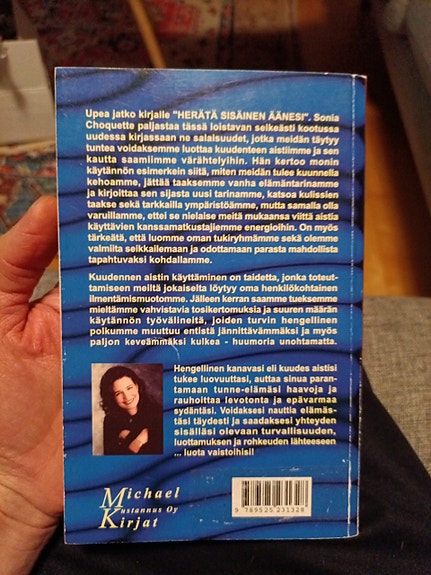 Upea jatko kirjalle "HERÄTÄ SISÄINEN ÄÄNESI". Sonia
Choquette paljastaa tässä loistavan selkeästi kootussa
uudessa kirjassaan ne salaisuudet, jotka meidän täytyy
tuntea voidaksemme luottaa kuudenteen aistiimme ja sen
kautta saamiimme värähtelyihin. Hän kertoo monin
käytännön esimerkein siitä, miten meidän tulee kuunnella
kehoamme, jättää taaksemme vanha elämäntarinamme
ja kirjoittaa sen sijasta uusi tarinamme, katsoa kulissien
taakse sekä tarkkailla ympäristöämme, mutta samalla olla
varuillamme, ettei se nielaise meitä mukaansa viittä aistia
käyttävien kanssamatkustajiemme energioihin. On myös
tärkeätä, että luomme oman tukiryhmämme sekä olemme
valmiita seikkailemaan ja odottamaan parasta mahdollista
tapahtuvaksi kohdallamme.
Kuudennen aistin käyttäminen on taidetta, jonka toteut-
tamiseen meiltä jokaiselta löytyy oma henkilökohtainen
ilmentämismuotomme. Jälleen kerran saamme tueksemme
mieltämme vahvistavia tosikertomuksia ja suuren määrän
käytännön työvälineitä, joiden turvin hengellinen
polkumme muuttuu entistä jännittävämmäksi ja myös
paljon keveämmäksi kulkea - huumoria unohtamatta.
Hengellinen kanavasi eli kuudes aistisi
tukee luovuuttasi, auttaa sinua paran-
tamaan tunne-elämäsi haavoja ja
rauhoittaa levotonta ja epävarmaa
sydäntäsi. Voidaksesi nauttia elämäs-
täsi täydesti ja saadaksesi yhteyden
sisälläsi olevaan turvallisuuden,
luottamuksen ja rohkeuden lähteeseen
... luota vaistoihisi!
Michael
Kustannus Oy
Kirjat
9 789525 231328